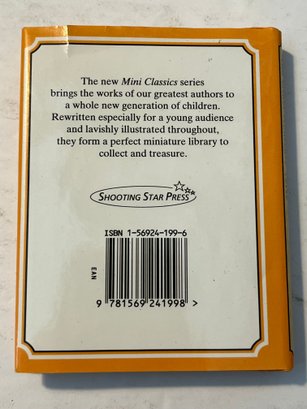 The new Mini Classics series
brings the works of our greatest authors to
a whole new generation of children.
Rewritten especially for a young audience
and lavishly illustrated throughout,
they form a perfect miniature library to
collect and treasure.
SHOOTING STAR PRESS
ISBN 1-56924-199-6
EAN
9 781569 241998 >